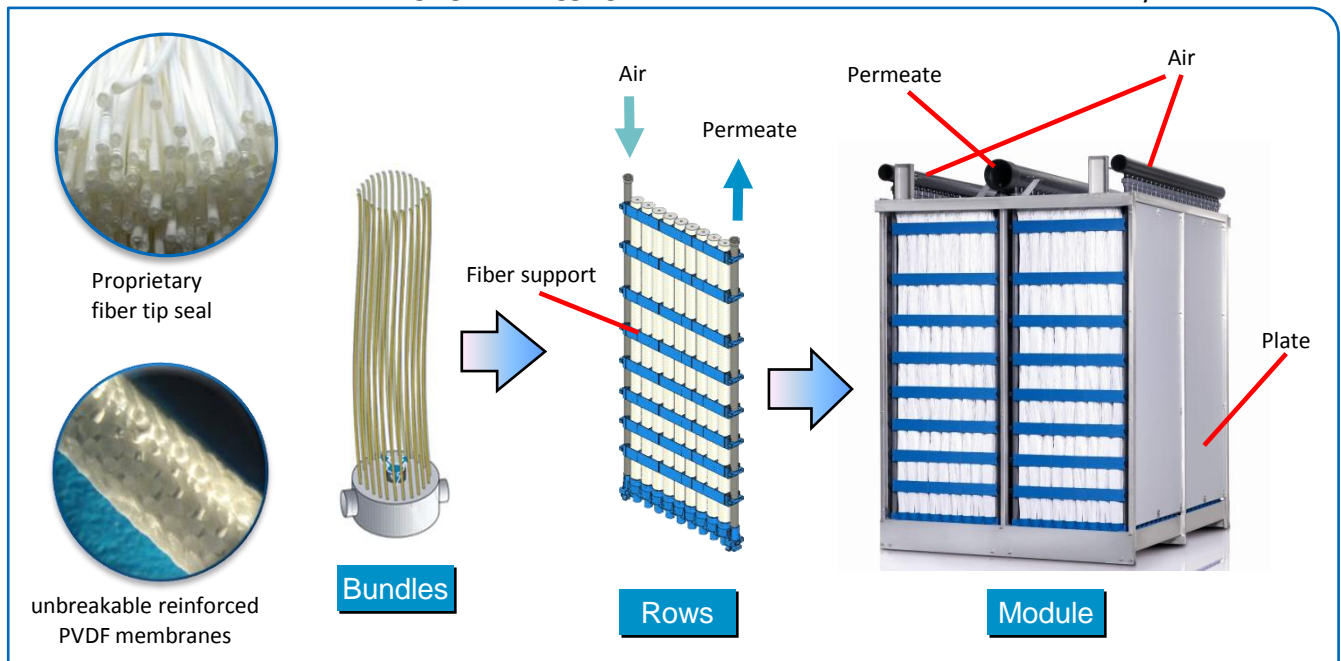 Proprietary
fiber tip seal
unbreakable reinforced
PVDF membranes
Bundles
Air
Permeate
Fiber support
Rows
Permeate
Air
Plate
Module